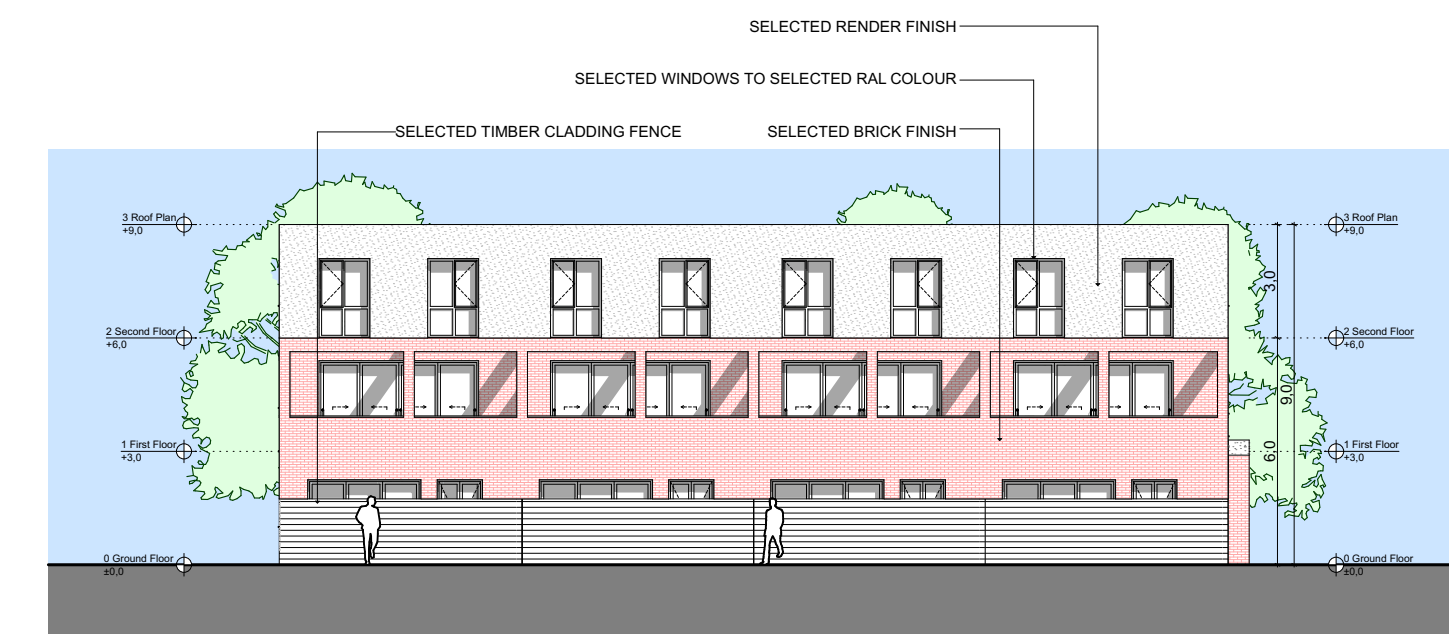 SELECTED RENDER FINISH
SELECTED WINDOWS TO SELECTED RAL COLOUR
SELECTED TIMBER CLADDING FENCE
SELECTED BRICK FINISH
3 Roof Plan
+9,0
3 Roof Plan
+9,0
3,0
2 Second Floor
+6,0
2 Second Floor
+6,0
9,0
1 First Floor
+3,0
1 First Floor
+3,0
6,0
0 Ground Floor
±0,0
0 Ground Floor
±0,0